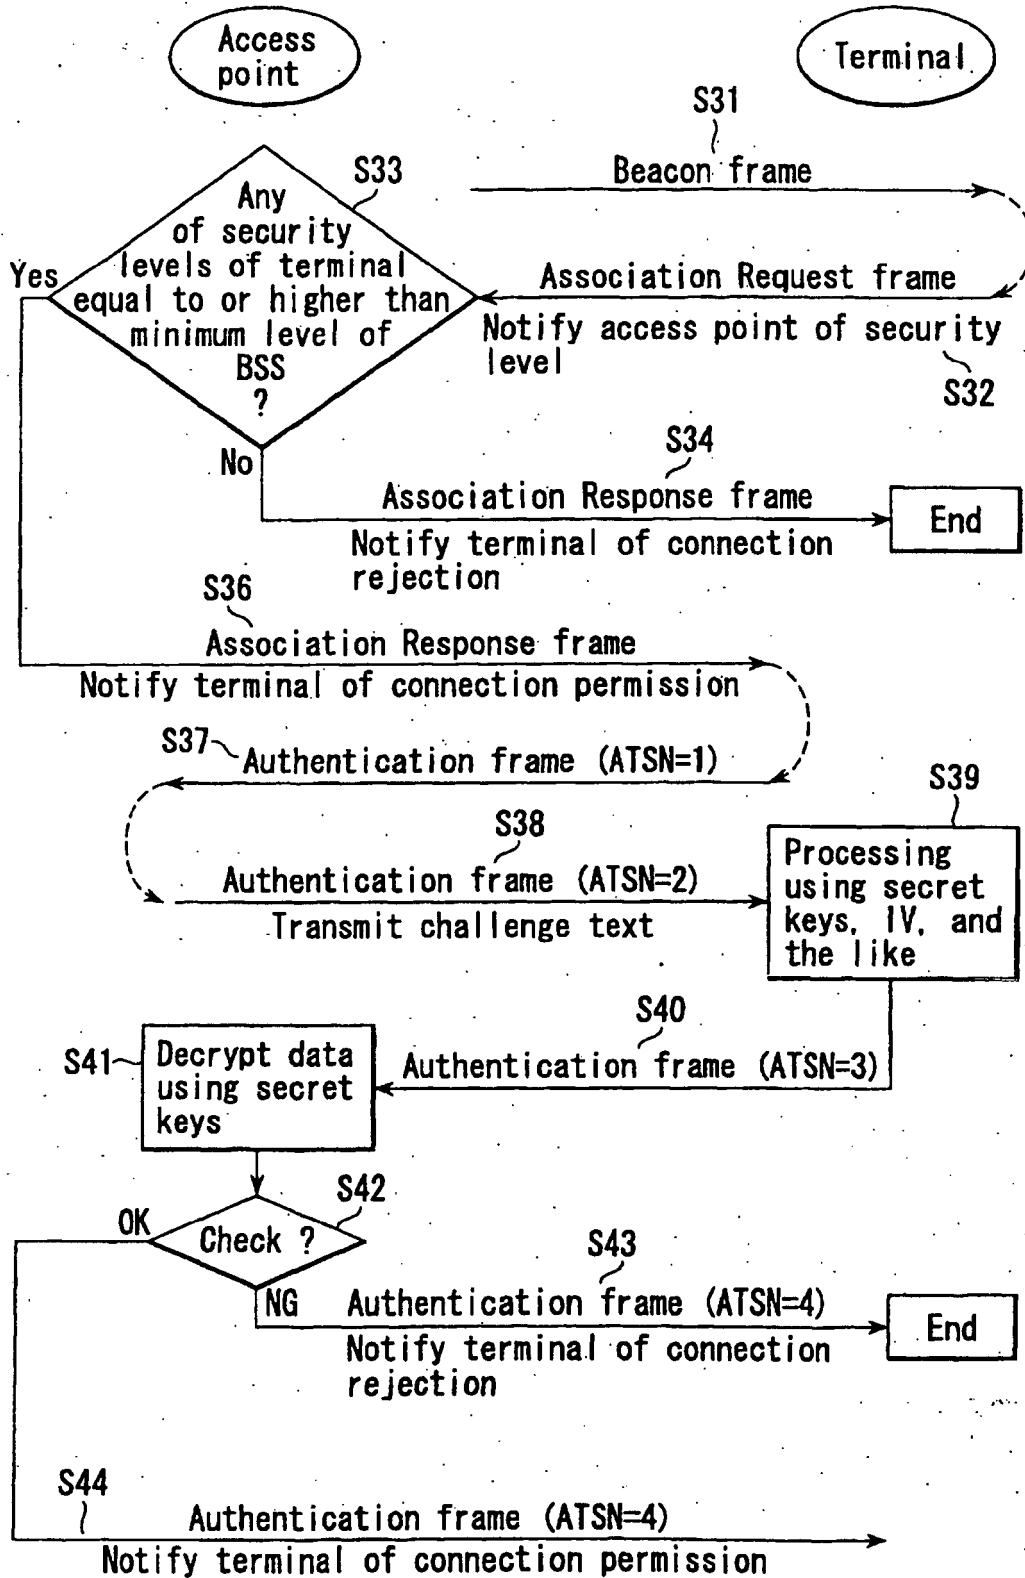 Access
point
Terminal
S31
Beacon frame
S33
Any
of security
levels of terminal
equal to or higher than
minimum level of
BSS
?
Yes
Association Request frame
Notify access point of security
level
S32
No
S34
Association Response frame
Notify terminal of connection
rejection
End
S36
Association Response frame
Notify terminal of connection permission
S37
Authentication frame (ATSN=1)
S38
Authentication frame (ATSN=2)
Transmit challenge text
S39
Processing
using secret
keys, IV, and
the like
S40
Authentication frame (ATSN=3)
S41
Decrypt data
using secret
keys
S42
OK
Check ?
S43
NG
Authentication frame (ATSN=4)
Notify terminal of connection
rejection
End
S44
Authentication frame (ATSN=4)
Notify terminal of connection permission